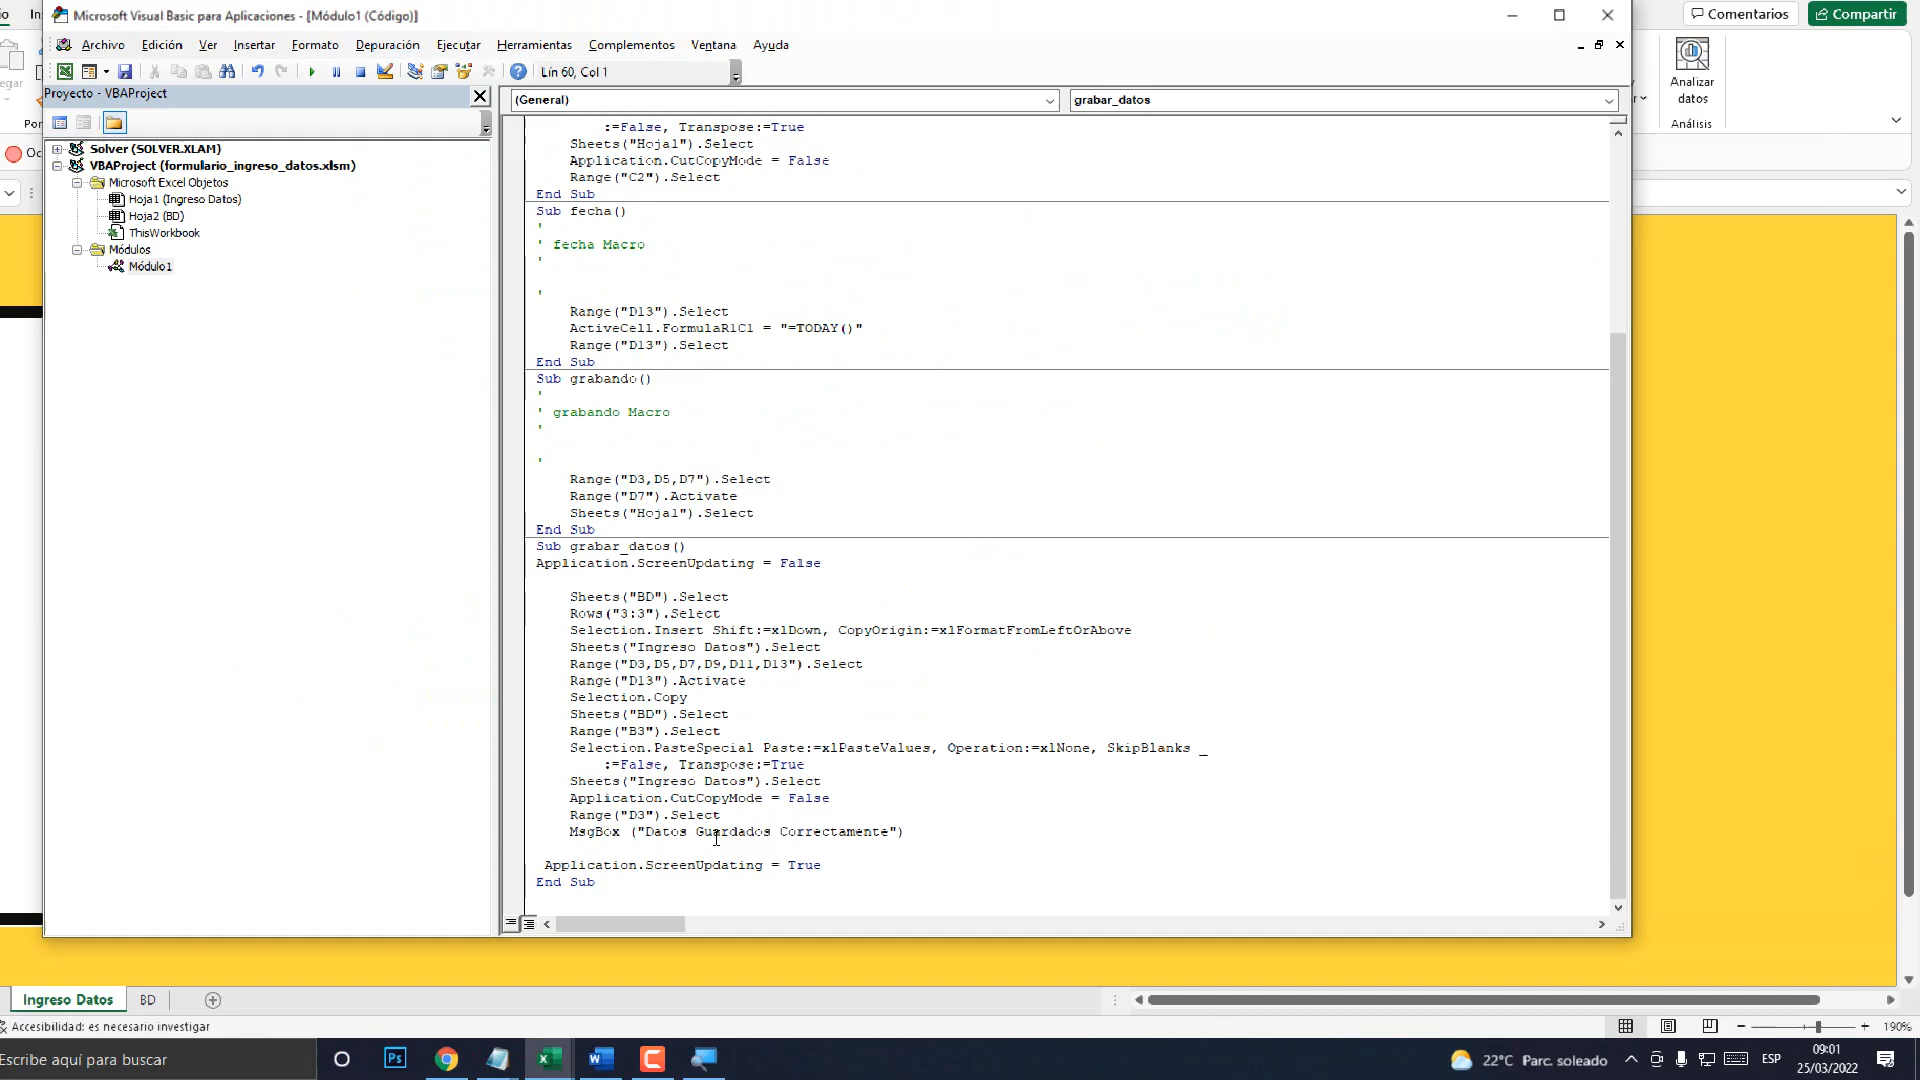 Microsoft Visual Basic para Aplicaciones - [Módulo1 (Código)]
Comentarios
Compartir
Archivo Edición Ver Insertar Formato Depuración Ejecutar Herramientas Complementos Ventana Ayuda
Lín 60, Col 1
Analizar
datos
Análisis
Proyecto - VBAProject
(General)
grabar_datos
Solver (SOLVER.XLAM)
VBAProject (formulario_ingreso_datos.xlsm)
Microsoft Excel Objetos
Hoja1 (Ingreso Datos)
Hoja2 (BD)
ThisWorkbook
Módulos
Módulo1
:=False, Transpose:=True
Sheets("Hoja1").Select
Application.CutCopyMode = False
Range("C2").Select
End Sub
Sub fecha()
'
' fecha Macro
'
'
Range("D13").Select
ActiveCell.FormulaR1C1 = "=TODAY()"
Range("D13").Select
End Sub
Sub grabando()
'
' grabando Macro
'
'
Range("D3,D5,D7").Select
Range("D7").Activate
Sheets("Hoja1").Select
End Sub
Sub grabar_datos()
Application.ScreenUpdating = False
Sheets("BD").Select
Rows("3:3").Select
Selection.Insert Shift:=xlDown, CopyOrigin:=xlFormatFromLeftOrAbove
Sheets("Ingreso Datos").Select
Range("D3,D5,D7,D9,D11,D13").Select
Range("D13").Activate
Selection.Copy
Sheets("BD").Select
Range("B3").Select
Selection.PasteSpecial Paste:=xlPasteValues, Operation:=xlNone, SkipBlanks _
:=False, Transpose:=True
Sheets("Ingreso Datos").Select
Application.CutCopyMode = False
Range("D3").Select
MsgBox ("Datos Guardados Correctamente")
Application.ScreenUpdating = True
End Sub
Ingreso Datos
BD
Accesibilidad: es necesario investigar
190%
Escribe aquí para buscar
Ps
22°C Parc. soleado
ESP
09:01
25/03/2022